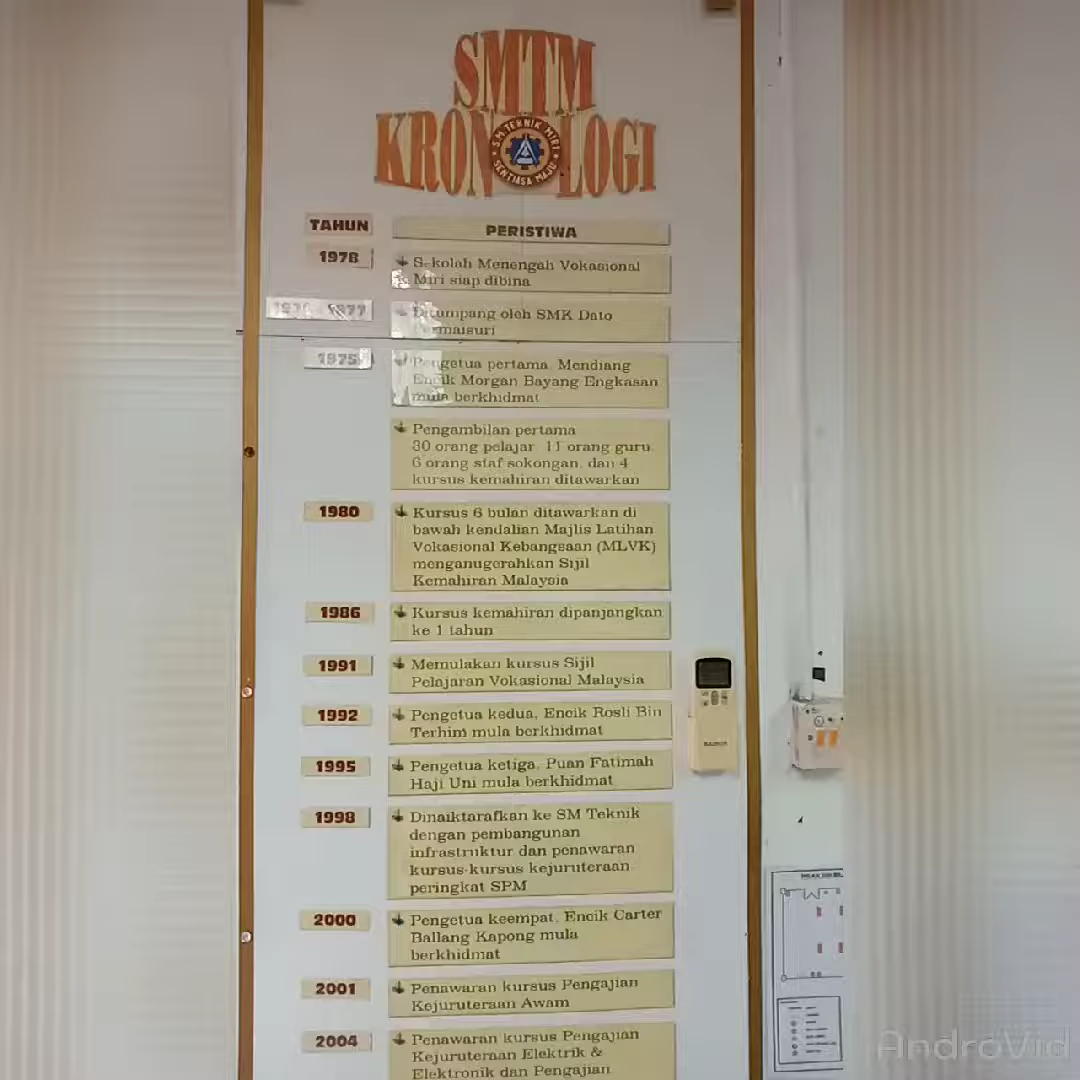 SMTM
KRONOLOGI
S.M. TEKNIK MIRI
SENTIASA MAJU
TAHUN
PERISTIWA
1978
Sekolah Menengah Vokasional
Miri siap dibina
1977
Ditumpang oleh SMK Dato
Permaisuri
1975
Pengetua pertama, Mendiang
Encik Morgan Bayang Engkasan
mula berkhidmat
Pengambilan pertama
30 orang pelajar, 11 orang guru,
6 orang staf sokongan, dan 4
kursus kemahiran ditawarkan
1980
Kursus 6 bulan ditawarkan di
bawah kendalian Majlis Latihan
Vokasional Kebangsaan (MLVK)
menganugerahkan Sijil
Kemahiran Malaysia
1986
Kursus kemahiran dipanjangkan
ke 1 tahun
1991
Memulakan kursus Sijil
Pelajaran Vokasional Malaysia
1992
Pengetua kedua, Encik Rosli Bin
Terhim mula berkhidmat
1995
Pengetua ketiga, Puan Fatimah
Haji Uni mula berkhidmat
1998
Dinaiktarafkan ke SM Teknik
dengan pembangunan
infrastruktur dan penawaran
kursus-kursus kejuruteraan
peringkat SPM
2000
Pengetua keempat, Encik Carter
Ballang Kapong mula
berkhidmat
2001
Penawaran kursus Pengajian
Kejuruteraan Awam
2004
Penawaran kursus Pengajian
Kejuruteraan Elektrik &
Elektronik dan Pengajian
AndroVid